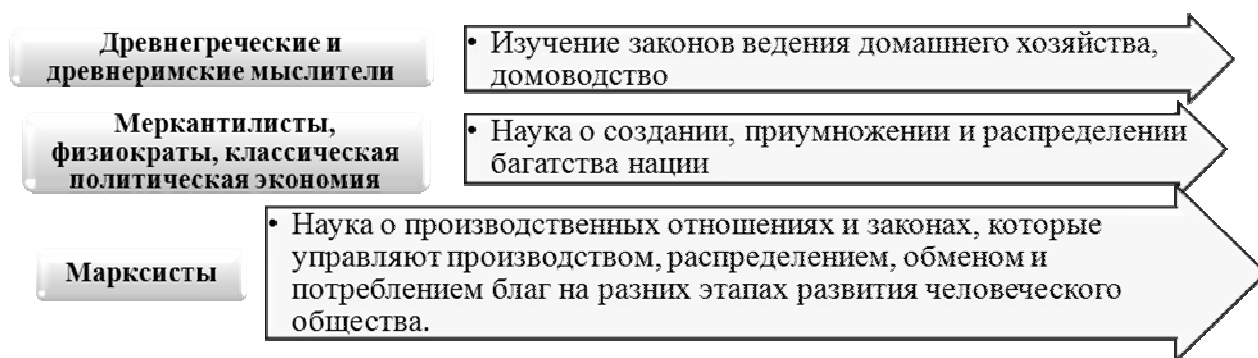 Древнегреческие и
древнеримские мыслители
• Изучение законов ведения домашнего хозяйства,
домоводство
Меркантилисты,
физиократы, классическая
политическая экономия
• Наука о создании, приумножении и распределении
багатства нации
Марксисты
• Наука о производственных отношениях и законах, которые
управляют производством, распределением, обменом и
потреблением благ на разных этапах развития человеческого
общества.